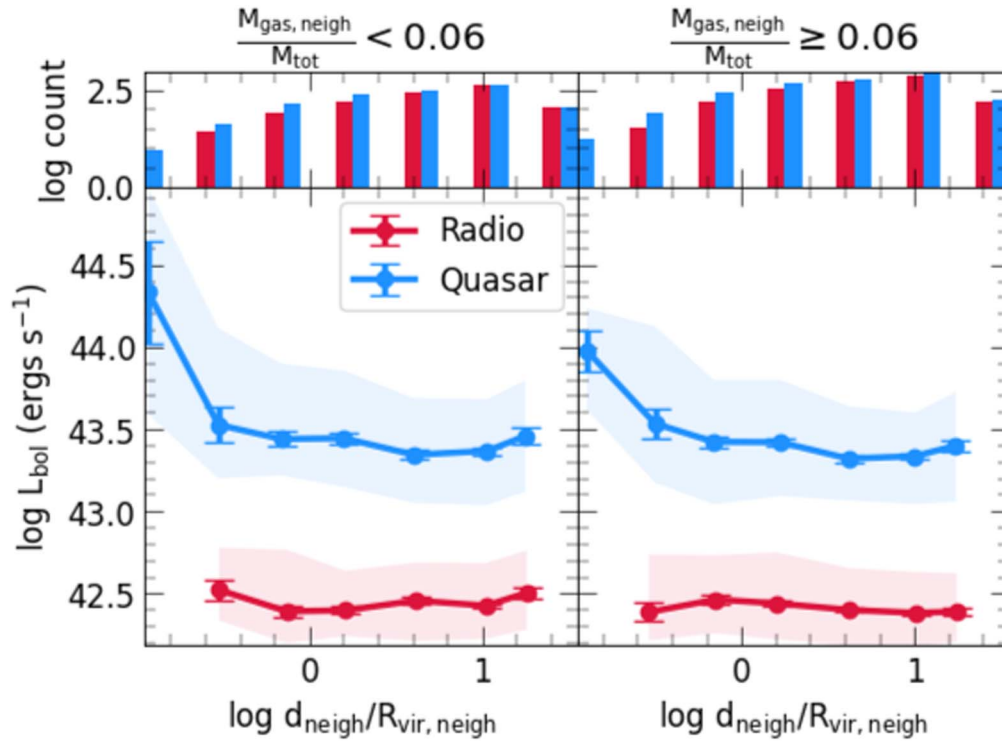 M_gas, neigh / M_tot < 0.06
M_gas, neigh / M_tot ≥ 0.06
log count
2.5
0.0
Radio
Quasar
log L_bol (ergs s⁻¹)
44.5
44.0
43.5
43.0
42.5
0 1 0 1
log d_neigh/R_vir, neigh log d_neigh/R_vir, neigh